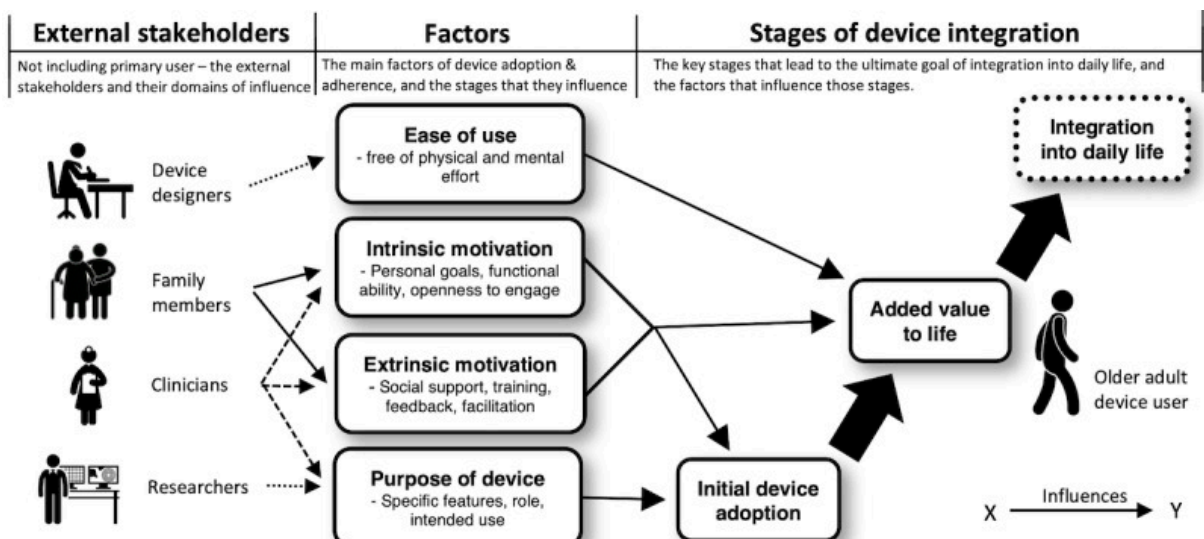 External stakeholders
Factors
Stages of device integration
Not including primary user – the external
stakeholders and their domains of influence
The main factors of device adoption &
adherence, and the stages that they influence
The key stages that lead to the ultimate goal of integration into daily life, and
the factors that influence those stages.
Device
designers
Family
members
Clinicians
Researchers
Ease of use
- free of physical and mental
effort
Intrinsic motivation
- Personal goals, functional
ability, openness to engage
Extrinsic motivation
- Social support, training,
feedback, facilitation
Purpose of device
- Specific features, role,
intended use
Initial device
adoption
Added value
to life
Integration
into daily life
Older adult
device user
Influences
X
Y